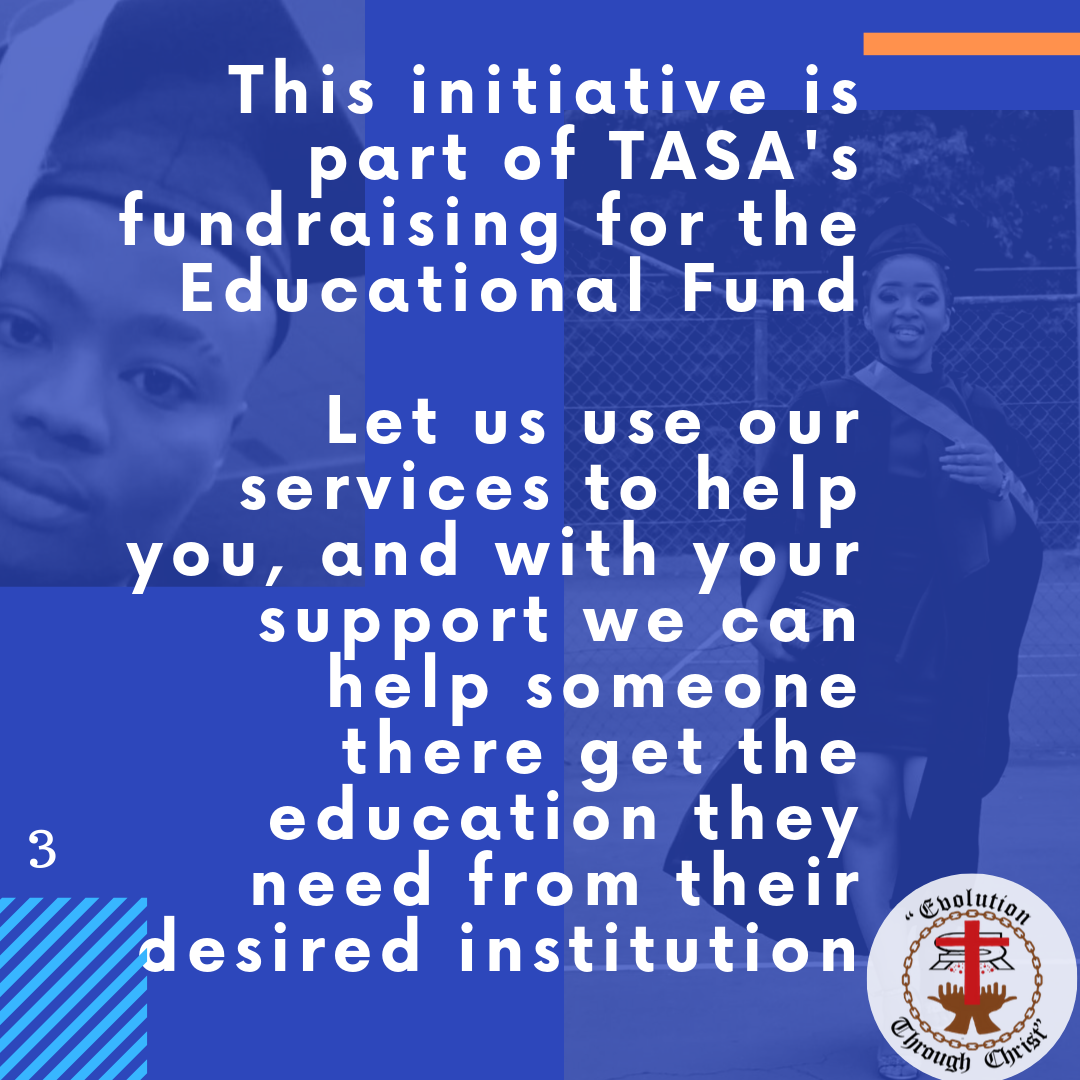 This initiative is
part of TASA's
fundraising for the
Educational Fund
Let us use our
services to help
you, and with your
support we can
help someone
there get the
education they
need from their
desired institution
3
"Evolution
Through Christ"